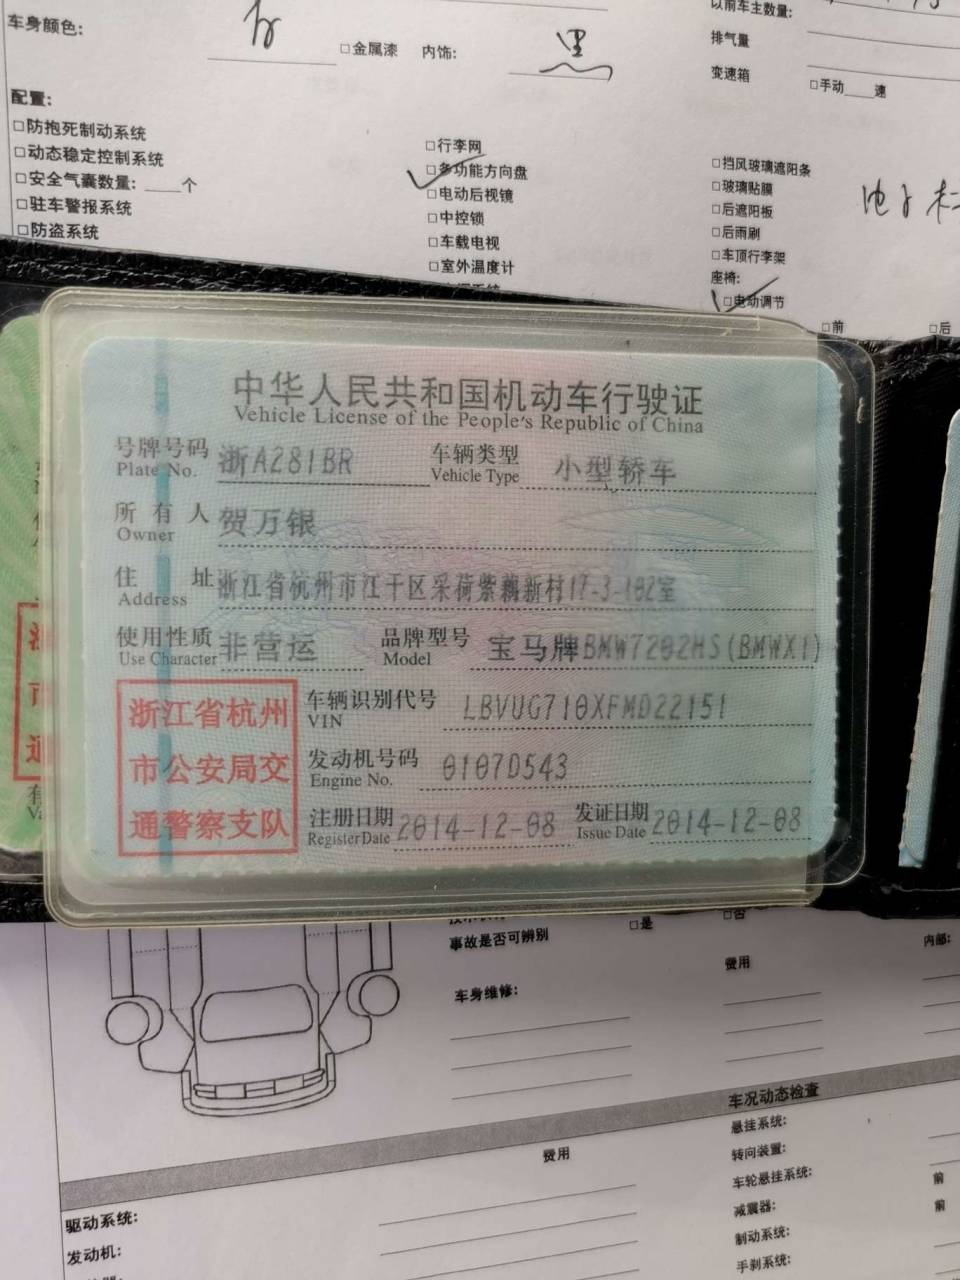 车身颜色:
□金属漆 内饰: 黑
以前车主数量:
排气量
变速箱 □手动____速
配置:
□防抱死制动系统
□动态稳定控制系统
□安全气囊数量: ____个
□驻车警报系统
□防盗系统
□行李网
□多功能方向盘
□电动后视镜
□中控锁
□车载电视
□室外温度计
□挡风玻璃遮阳条
□玻璃贴膜
□后遮阳板
□后雨刷
□车顶行李架
座椅:
□电动调节
□前 □后
中华人民共和国机动车行驶证
Vehicle License of the People's Republic of China
号牌号码 浙A281BR 车辆类型 小型轿车
Plate No. Vehicle Type
所有人 贺万银
Owner
住址 浙江省杭州市江干区采荷紫藕新村17-3-102室
Address
使用性质 非营运 品牌型号 宝马牌BMW7202HS(BMWX1)
Use Character Model
浙江省杭州
市公安局交
通警察支队
车辆识别代号 LBVUG710XFMD22151
VIN
发动机号码 0107D543
Engine No.
注册日期 2014-12-08 发证日期 2014-12-08
Register Date Issue Date
事故是否可辨别 □是 □否
费用 内部:
车身维修:
车况动态检查
费用
悬挂系统:
转向装置:
车轮悬挂系统: 前
减震器: 前
制动系统:
手刹系统:
驱动系统:
发动机: